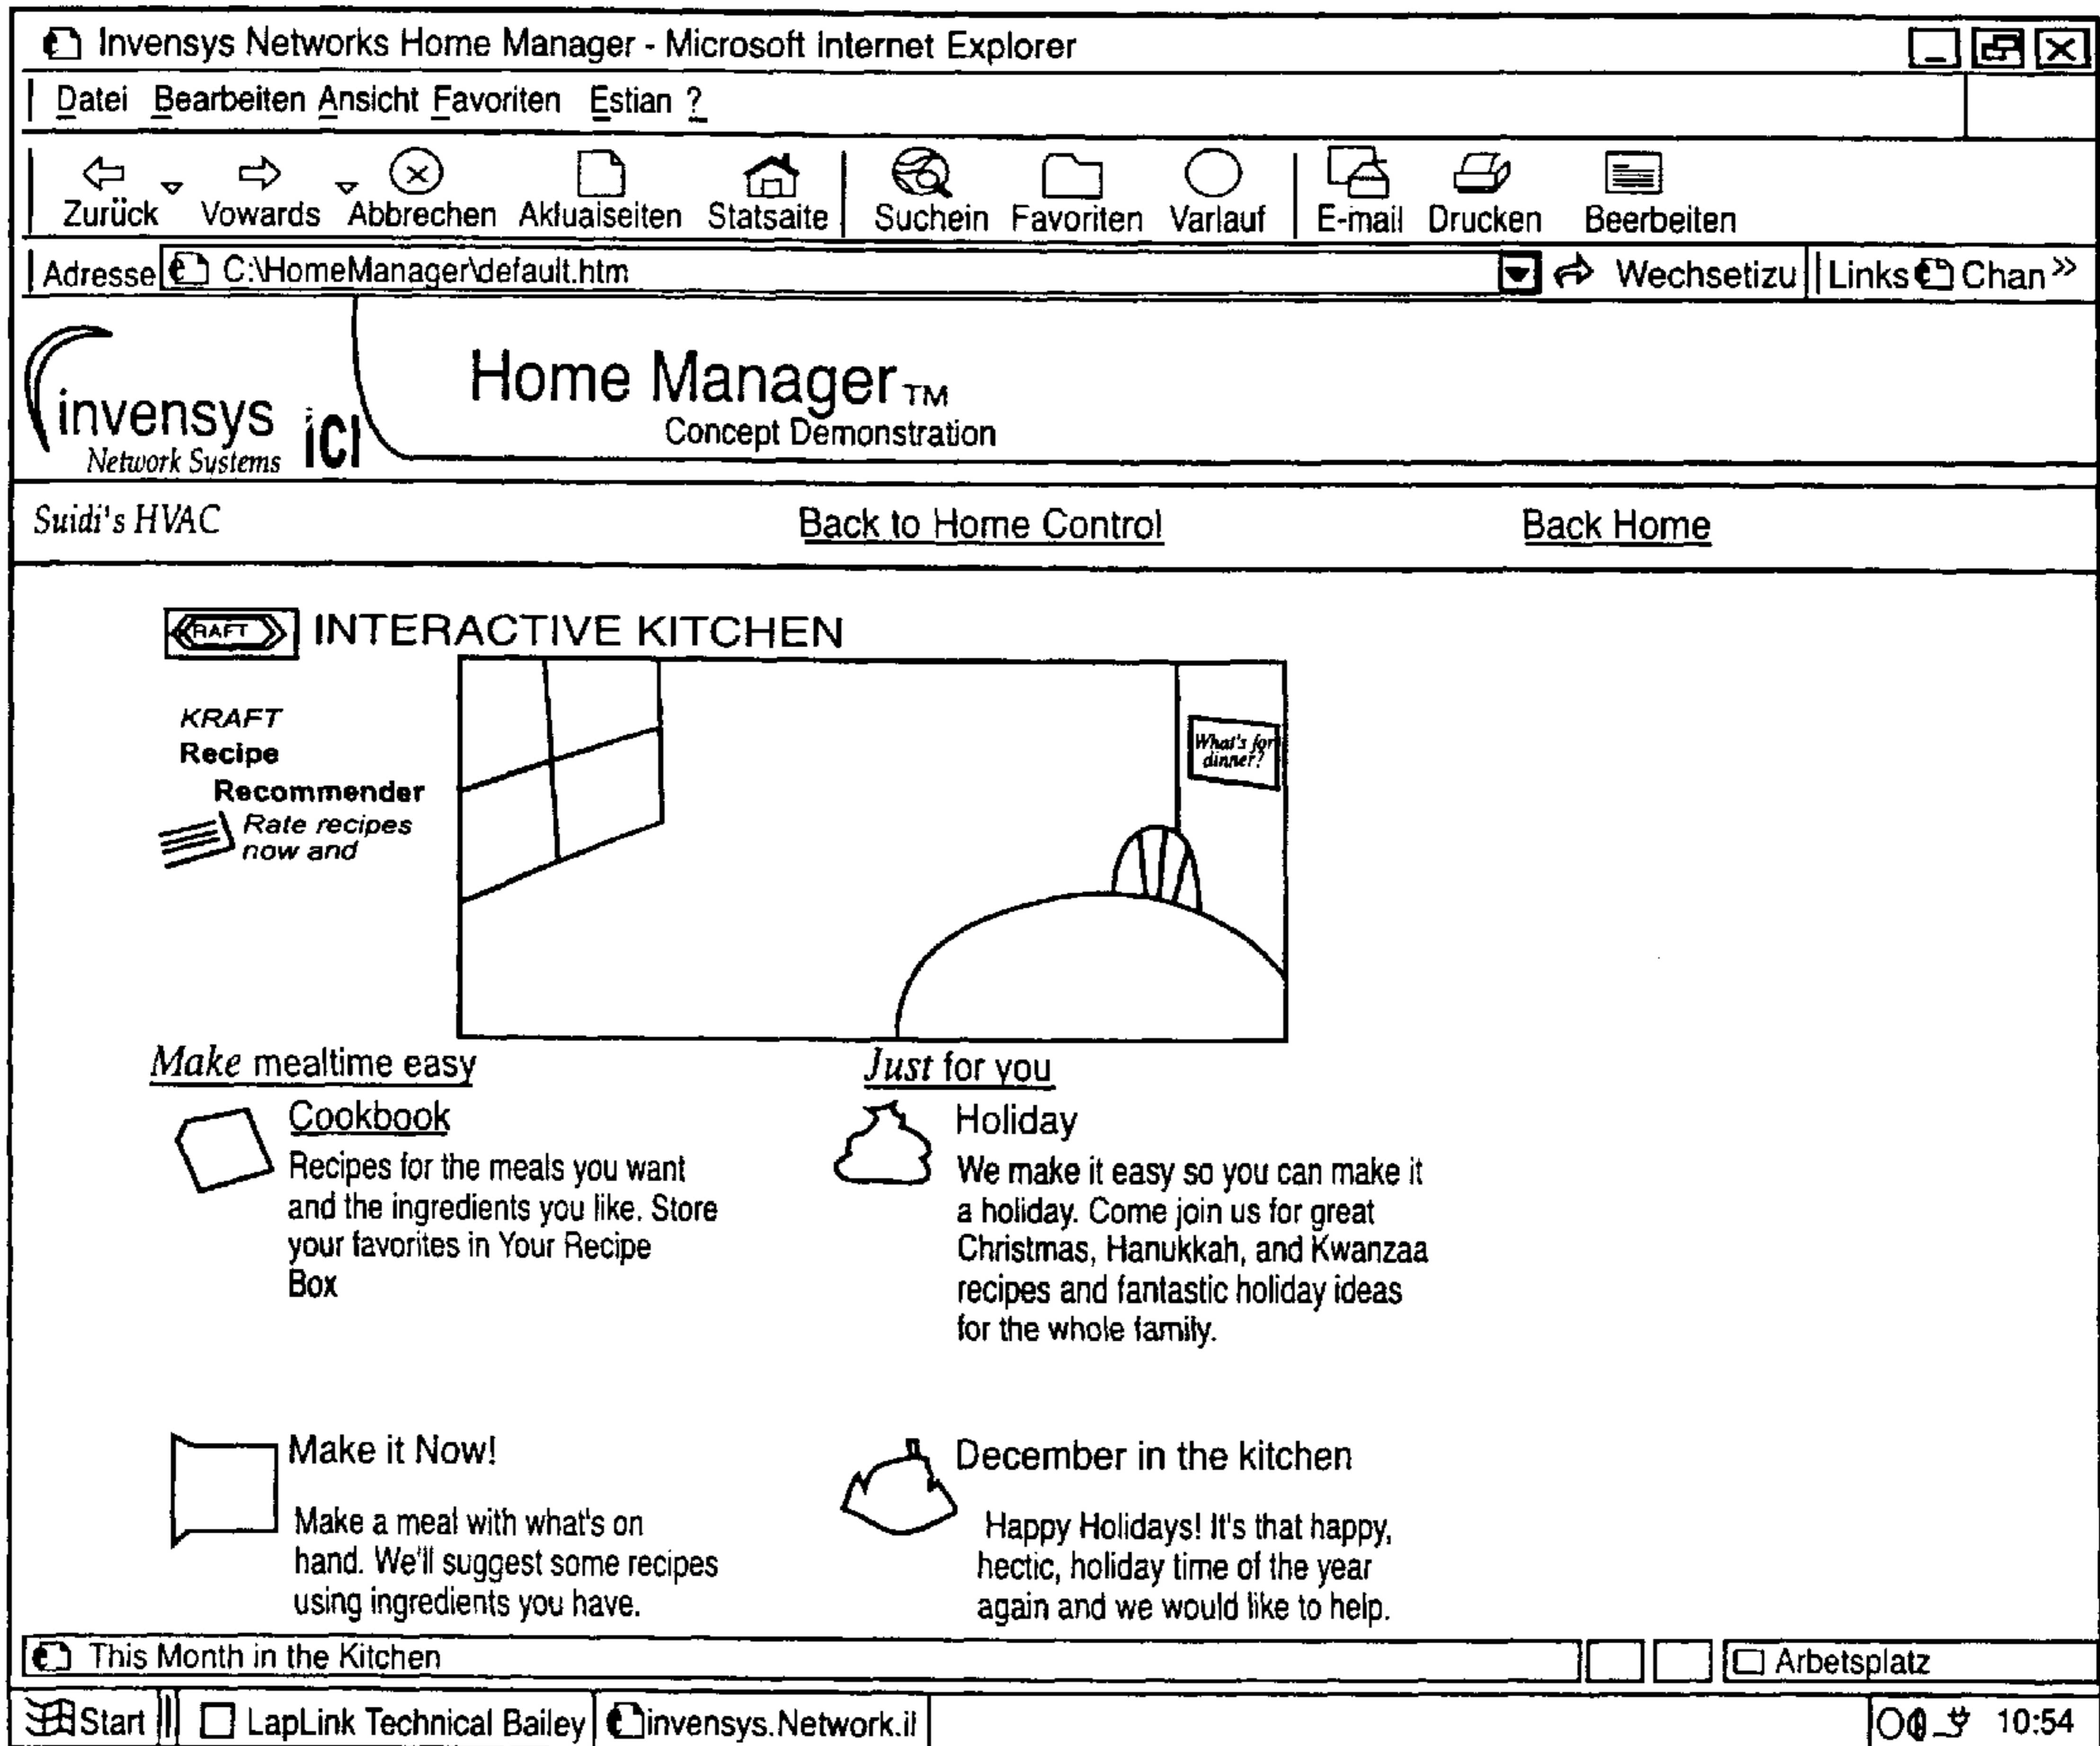 Invensys Networks Home Manager - Microsoft Internet Explorer
Datei Bearbeiten Ansicht Favoriten Estian ?
Zurück Vowards Abbrechen Akfuaiseiten Statsaite Suchein Favoriten Varlauf E-mail Drucken Beerbeiten
Adresse C:\HomeManager\default.htm Wechsetizu Links Chan »
invensys
Network Systems
ici
Home Manager TM
Concept Demonstration
Suidi's HVAC Back to Home Control Back Home
RAFT INTERACTIVE KITCHEN
KRAFT
Recipe
Recommender
Rate recipes
now and
What's for
dinner?
Make mealtime easy
Cookbook
Recipes for the meals you want
and the ingredients you like. Store
your favorites in Your Recipe
Box
Make it Now!
Make a meal with what's on
hand. We'll suggest some recipes
using ingredients you have.
Just for you
Holiday
We make it easy so you can make it
a holiday. Come join us for great
Christmas, Hanukkah, and Kwanzaa
recipes and fantastic holiday ideas
for the whole family.
December in the kitchen
Happy Holidays! It's that happy,
hectic, holiday time of the year
again and we would like to help.
This Month in the Kitchen Arbetsplatz
Start LapLink Technical Bailey invensys.Network.il 10:54